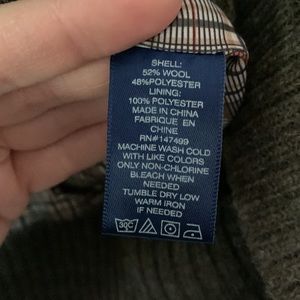 SHELL:
52% WOOL
48%POLYESTER
LINING:
100% POLYESTER
MADE IN CHINA
FABRIQUE EN
CHINE
RN#147499
MACHINE WASH COLD
WITH LIKE COLORS
ONLY NON-CHLORINE
BLEACH WHEN
NEEDED
TUMBLE DRY LOW
WARM IRON
IF NEEDED
30C